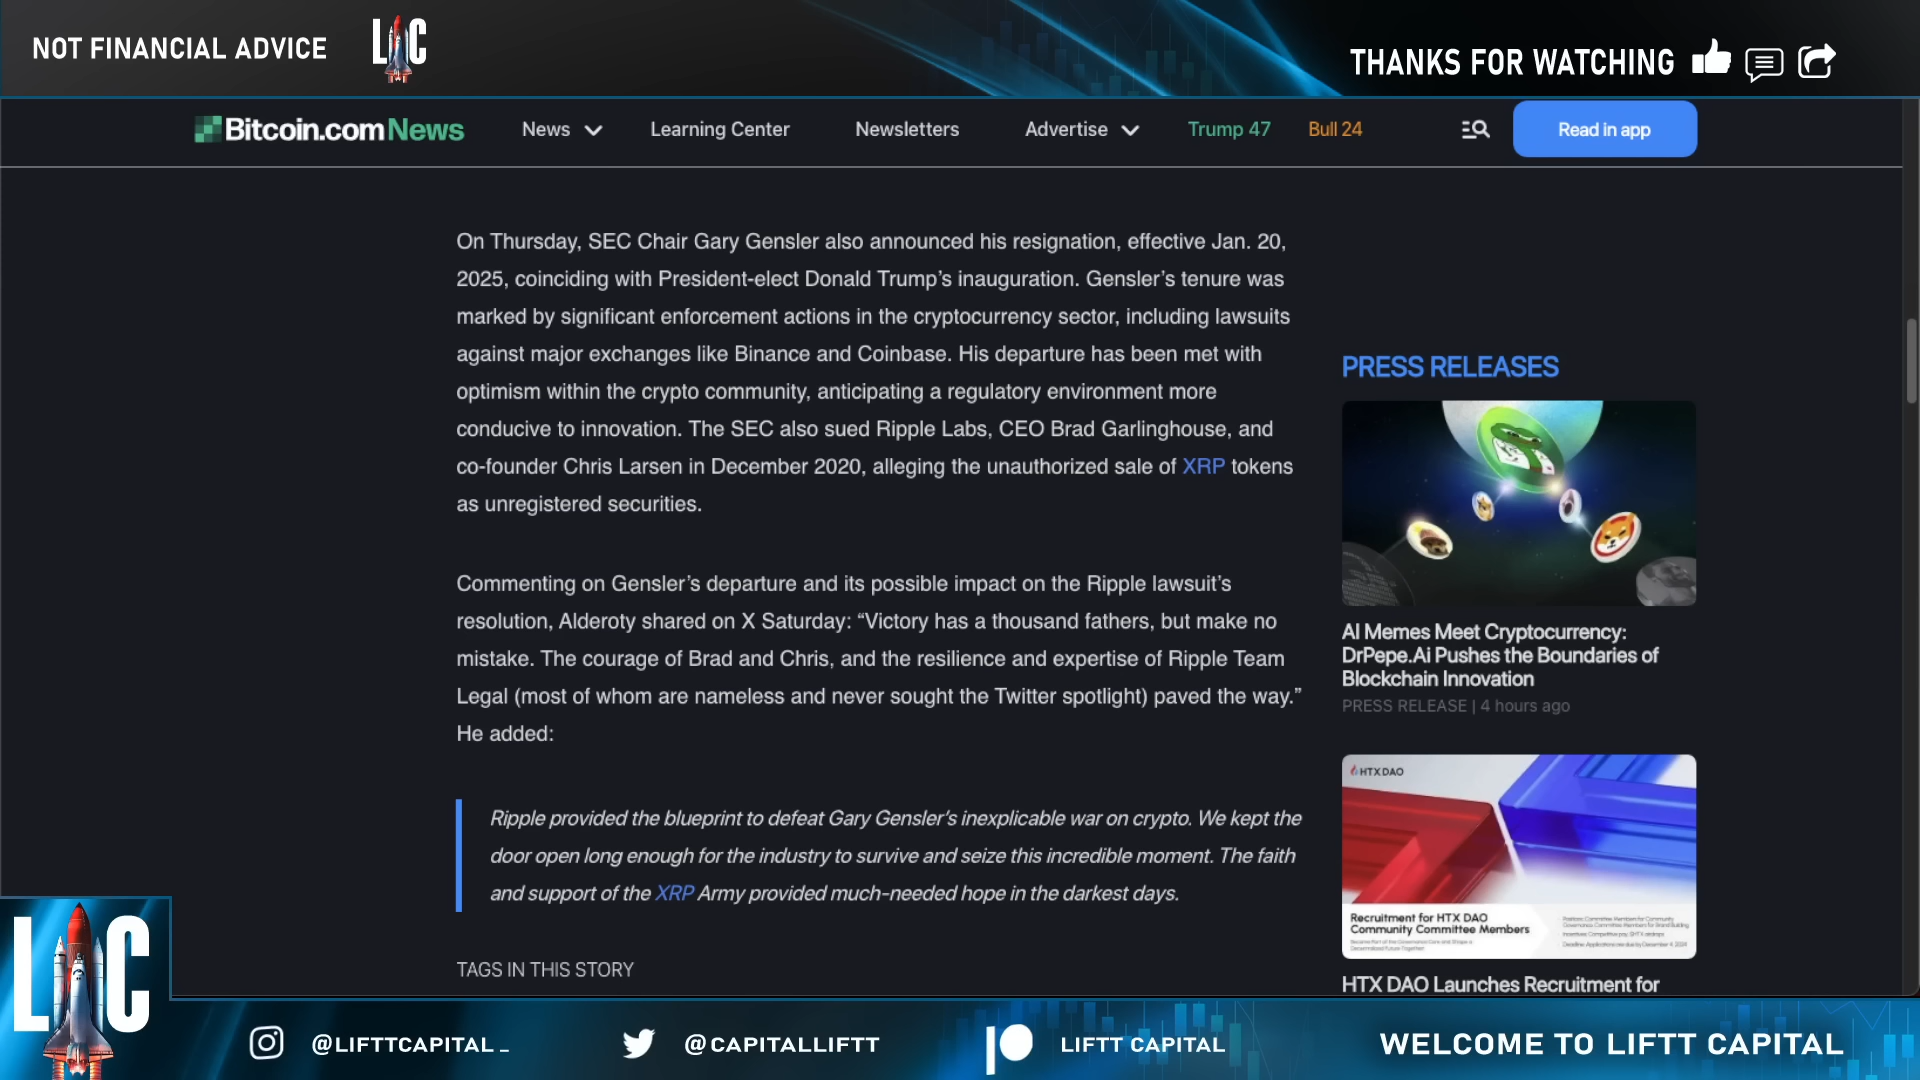 NOT FINANCIAL ADVICE
LC
THANKS FOR WATCHING
Bitcoin.com News
News
Learning Center
Newsletters
Advertise
Trump 47
Bull 24
Read in app
On Thursday, SEC Chair Gary Gensler also announced his resignation, effective Jan. 20,
2025, coinciding with President-elect Donald Trump’s inauguration. Gensler’s tenure was
marked by significant enforcement actions in the cryptocurrency sector, including lawsuits
against major exchanges like Binance and Coinbase. His departure has been met with
optimism within the crypto community, anticipating a regulatory environment more
conducive to innovation. The SEC also sued Ripple Labs, CEO Brad Garlinghouse, and
co-founder Chris Larsen in December 2020, alleging the unauthorized sale of XRP tokens
as unregistered securities.
Commenting on Gensler’s departure and its possible impact on the Ripple lawsuit’s
resolution, Alderoty shared on X Saturday: “Victory has a thousand fathers, but make no
mistake. The courage of Brad and Chris, and the resilience and expertise of Ripple Team
Legal (most of whom are nameless and never sought the Twitter spotlight) paved the way.”
He added:
Ripple provided the blueprint to defeat Gary Gensler’s inexplicable war on crypto. We kept the
door open long enough for the industry to survive and seize this incredible moment. The faith
and support of the XRP Army provided much-needed hope in the darkest days.
TAGS IN THIS STORY
PRESS RELEASES
AI Memes Meet Cryptocurrency:
DrPepe.Ai Pushes the Boundaries of
Blockchain Innovation
PRESS RELEASE | 4 hours ago
HTX DAO
Recruitment for HTX DAO
Community Committee Members
HTX DAO Launches Recruitment for
LC
@LIFTTCAPITAL_
@CAPITALLIFTT
LIFTT CAPITAL
WELCOME TO LIFTT CAPITAL